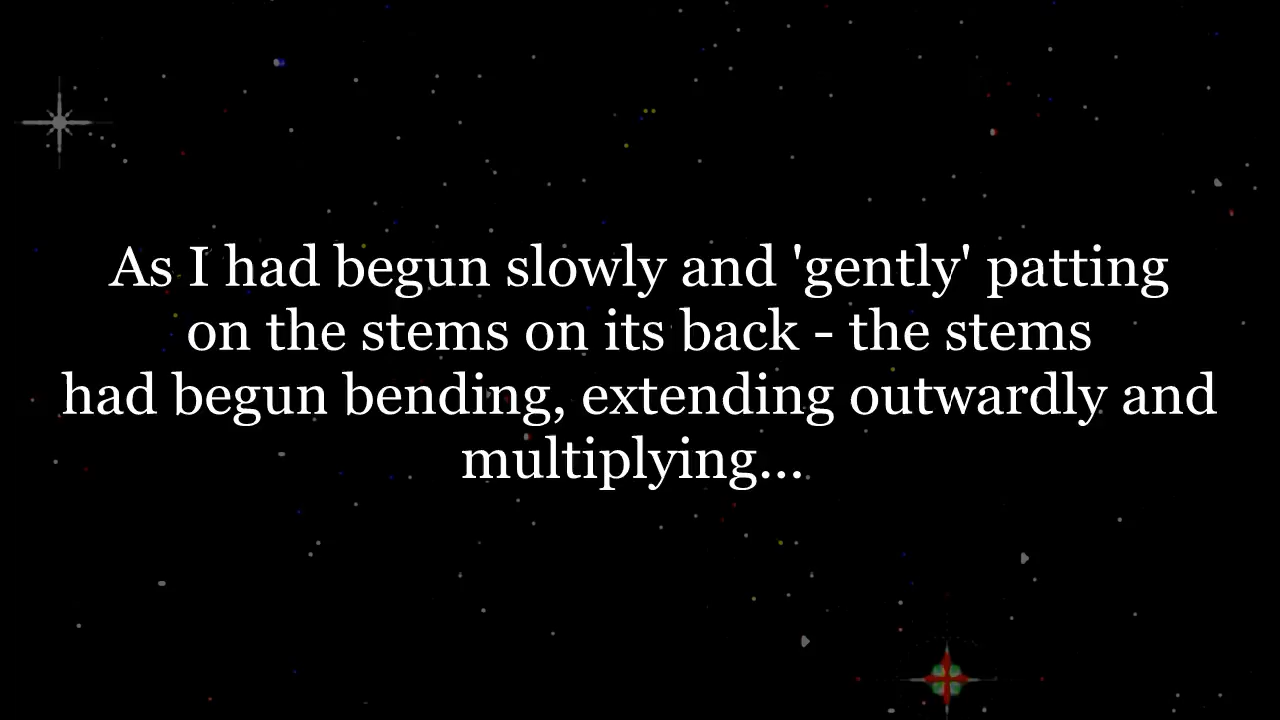 As I had begun slowly and 'gently' patting
on the stems on its back - the stems
had begun bending, extending outwardly and
multiplying...